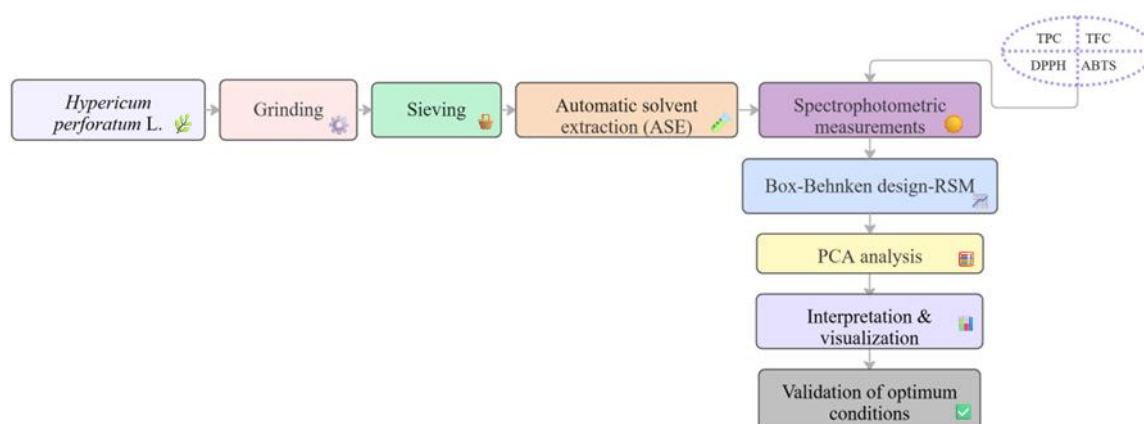 TPC TFC
DPPH ABTS
Hypericum
perforatum L.
Grinding
Sieving
Automatic solvent
extraction (ASE)
Spectrophotometric
measurements
Box-Behnken design-RSM
PCA analysis
Interpretation &
visualization
Validation of optimum
conditions